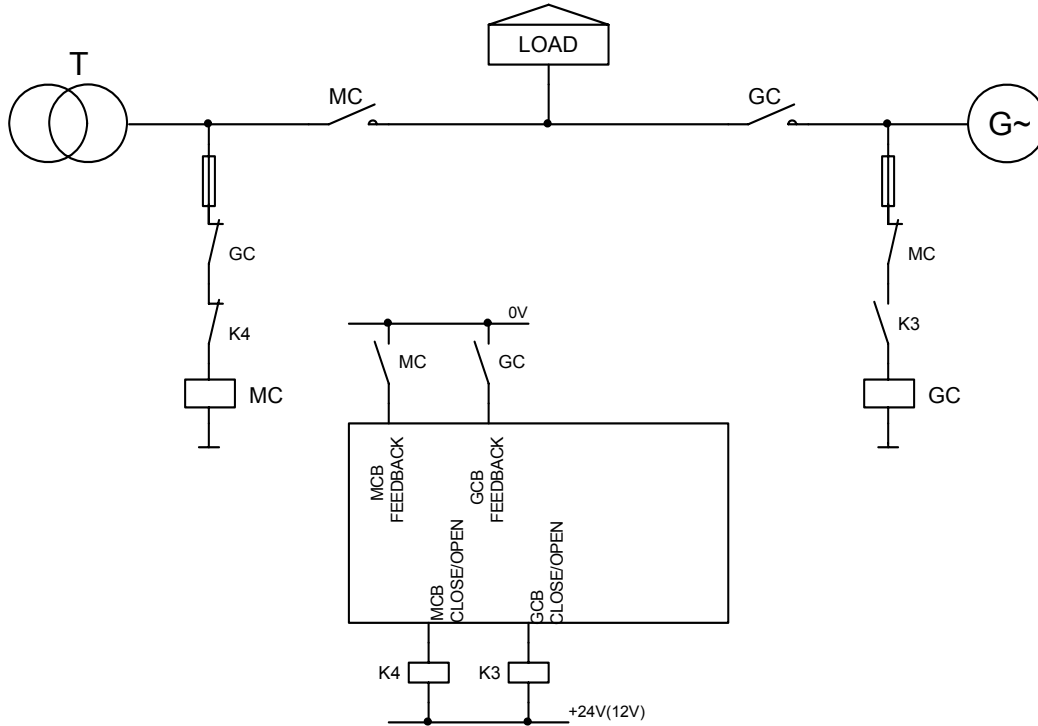 LOAD
T
MC
GC
G~
GC
MC
K4
K3
0V
MC
GC
MC
GC
MCB
FEEDBACK
GCB
FEEDBACK
MCB
CLOSE/OPEN
GCB
CLOSE/OPEN
K4
K3
+24V(12V)